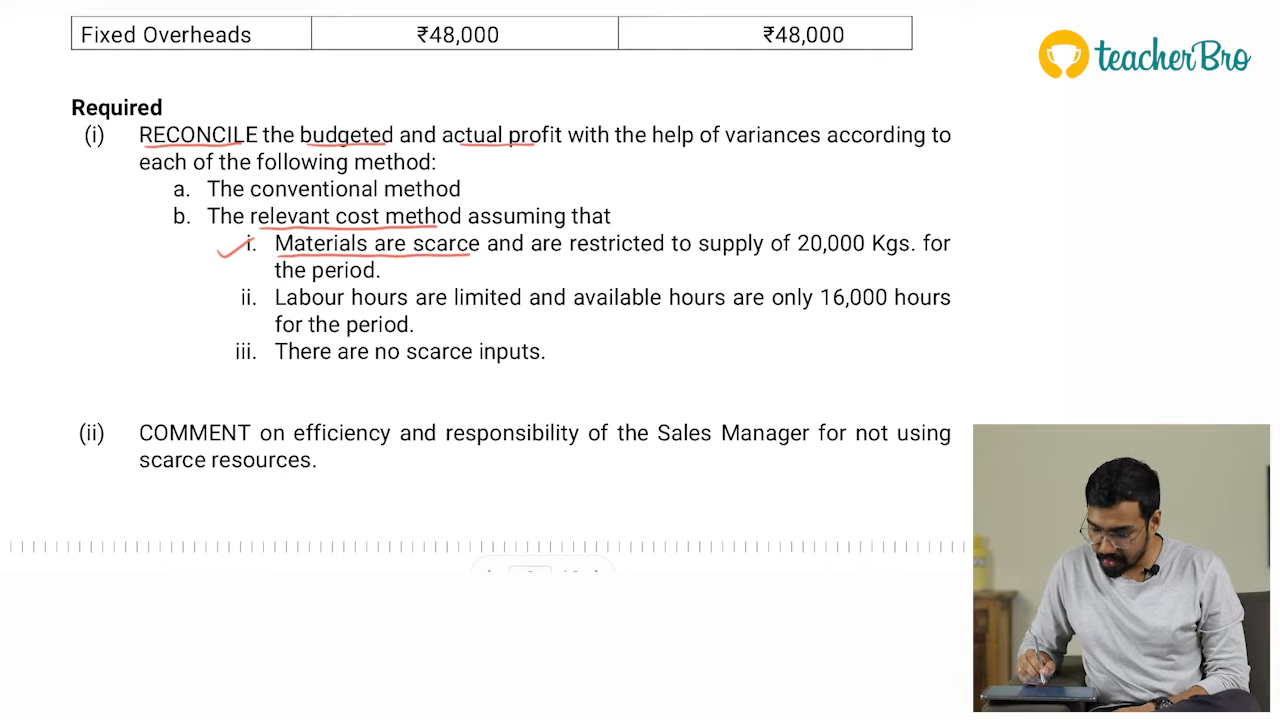 Fixed Overheads ₹48,000 ₹48,000
teacherBro
Required
(i) RECONCILE the budgeted and actual profit with the help of variances according to
each of the following method:
a. The conventional method
b. The relevant cost method assuming that
i. Materials are scarce and are restricted to supply of 20,000 Kgs. for
the period.
ii. Labour hours are limited and available hours are only 16,000 hours
for the period.
iii. There are no scarce inputs.
(ii) COMMENT on efficiency and responsibility of the Sales Manager for not using
scarce resources.